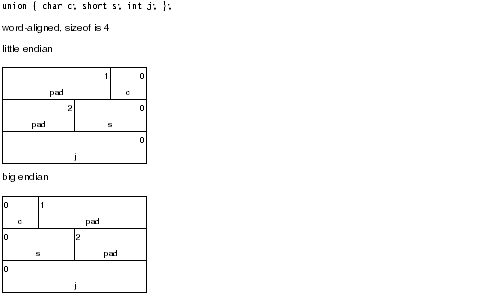 union { char c; short s; int j; };
word-aligned, sizeof is 4
little endian
1 0
pad c
2 0
pad s
0
j
big endian
0 1
c pad
0 2
s pad
0
j